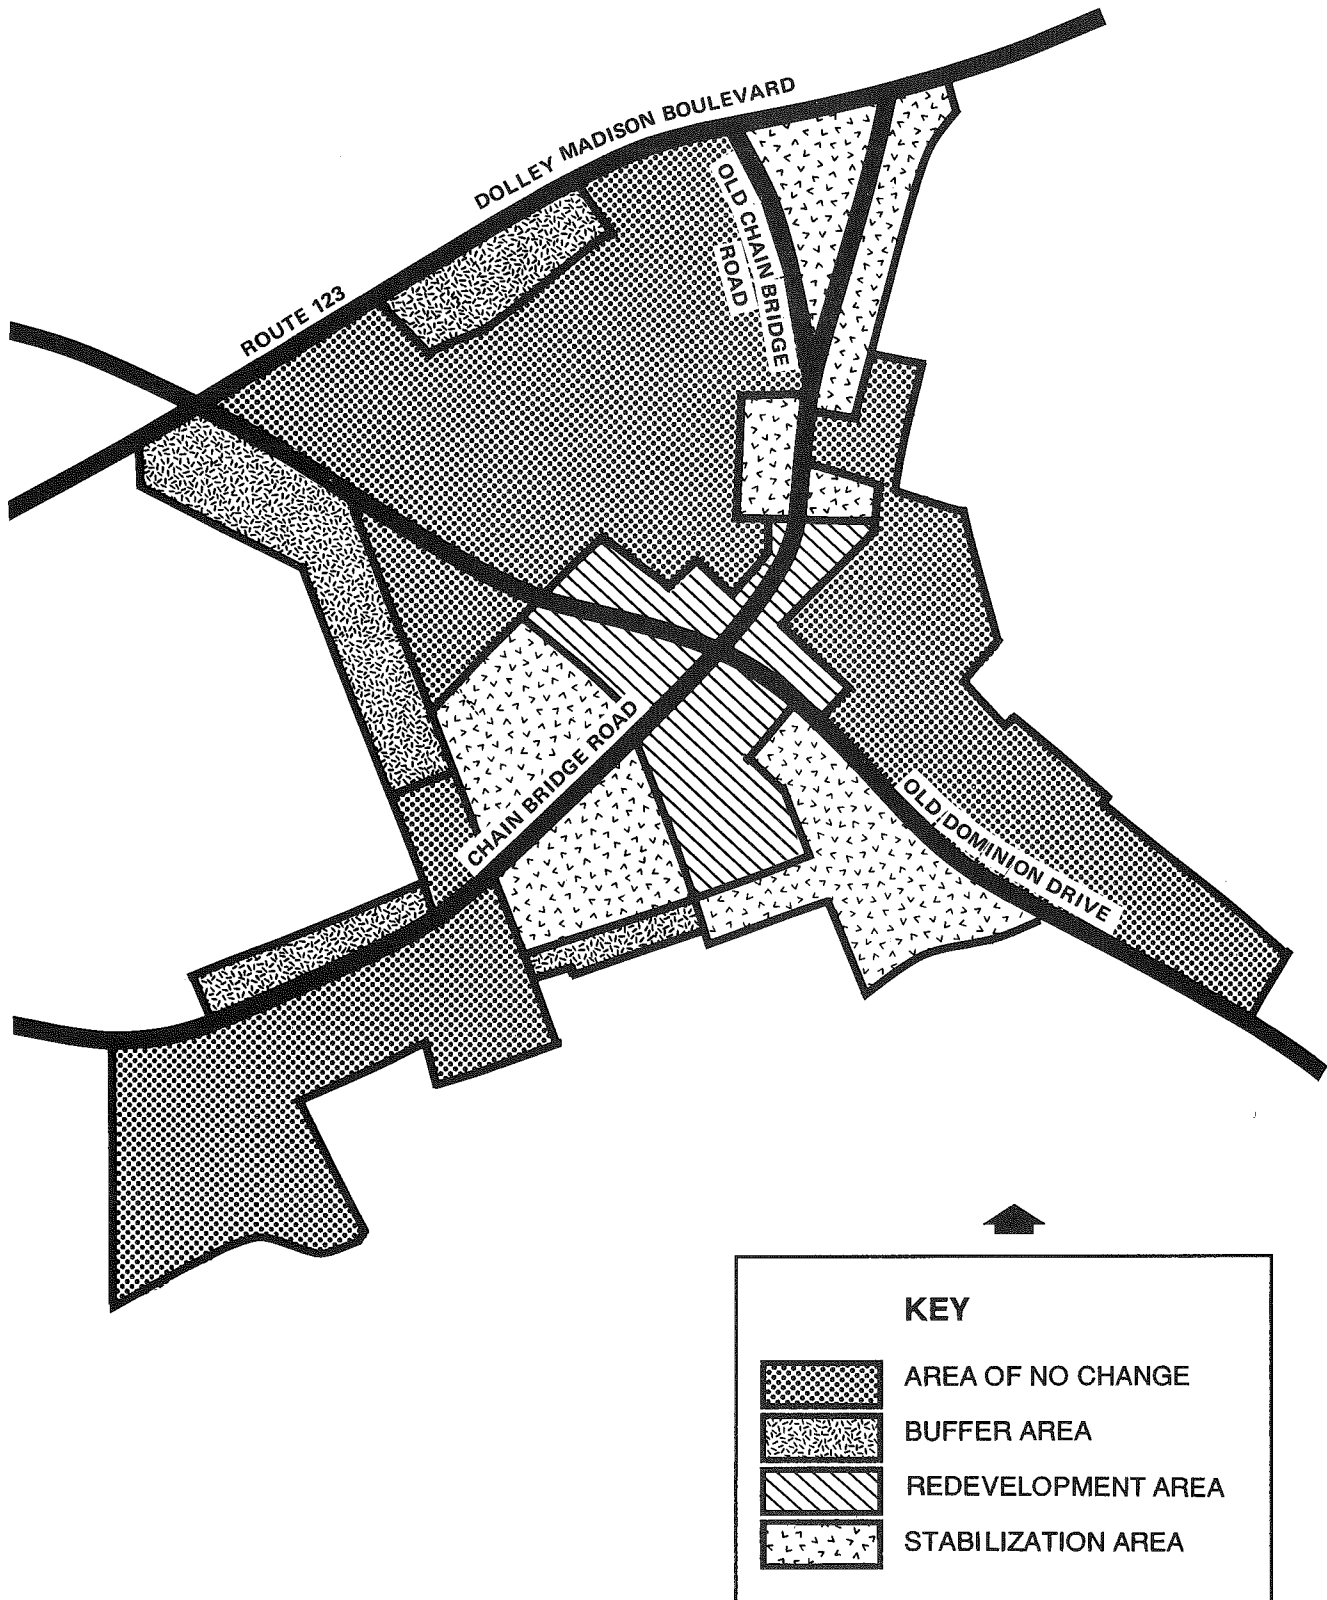 DOLLEY MADISON BOULEVARD
ROUTE 123
OLD CHAIN BRIDGE
ROAD
CHAIN BRIDGE ROAD
OLD DOMINION DRIVE
KEY
AREA OF NO CHANGE
BUFFER AREA
REDEVELOPMENT AREA
STABILIZATION AREA